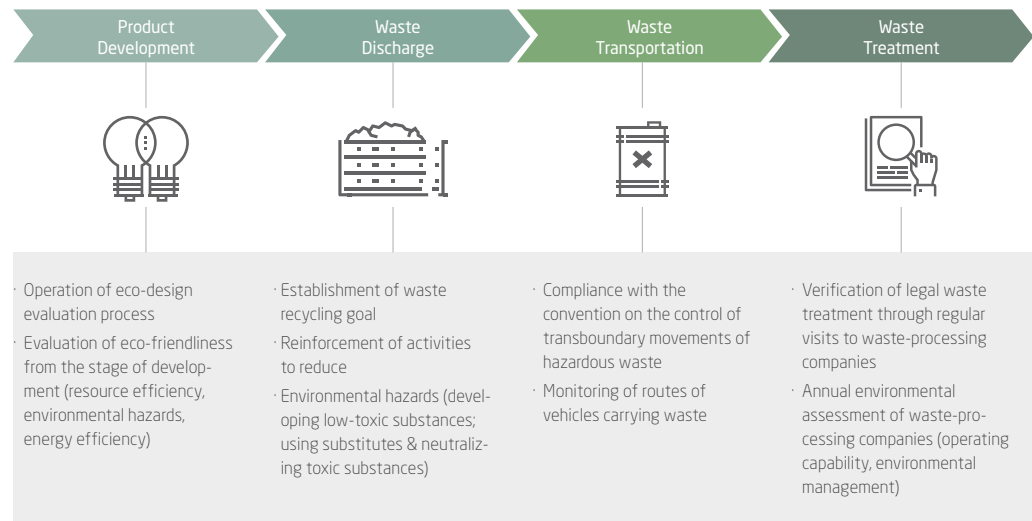 Product
Development
Waste
Discharge
Waste
Transportation
Waste
Treatment
· Operation of eco-design
evaluation process
· Evaluation of eco-friendliness
from the stage of develop-
ment (resource efficiency,
environmental hazards,
energy efficiency)
· Establishment of waste
recycling goal
· Reinforcement of activities
to reduce
· Environmental hazards (devel-
oping low-toxic substances;
using substitutes & neutraliz-
ing toxic substances)
· Compliance with the
convention on the control of
transboundary movements of
hazardous waste
· Monitoring of routes of
vehicles carrying waste
· Verification of legal waste
treatment through regular
visits to waste-processing
companies
· Annual environmental
assessment of waste-pro-
cessing companies (operating
capability, environmental
management)